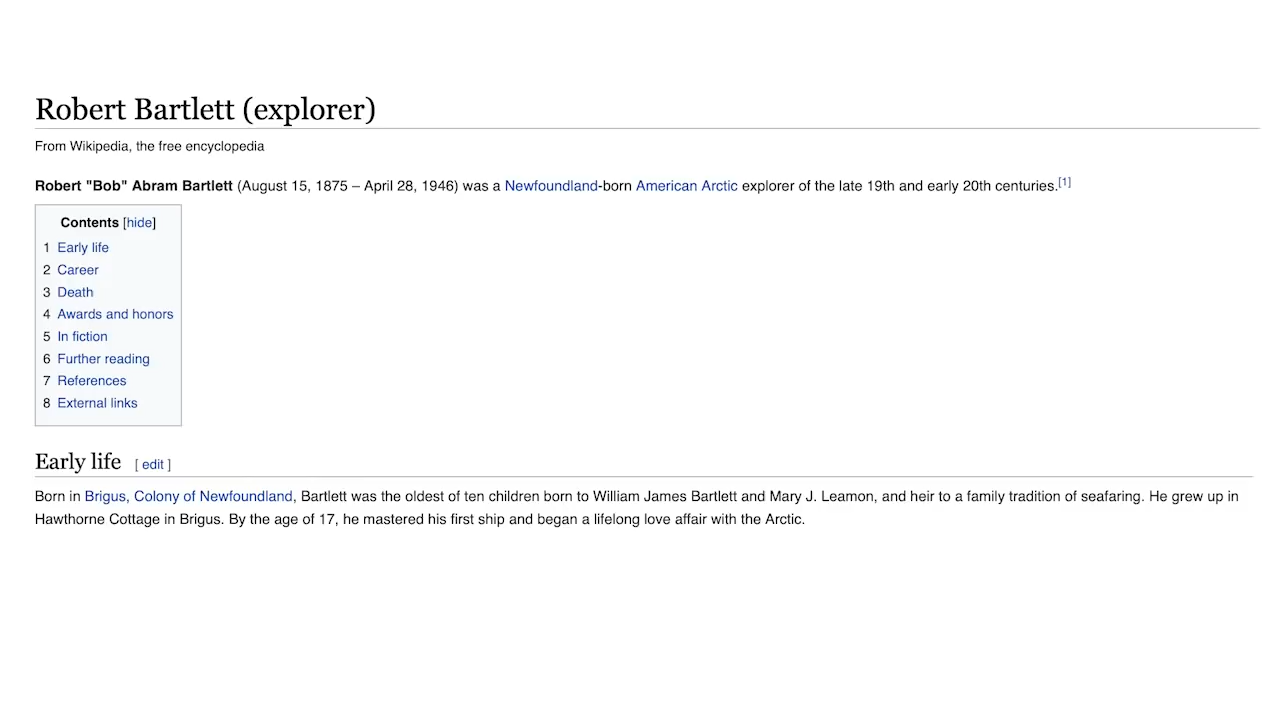 Robert Bartlett (explorer)
From Wikipedia, the free encyclopedia
Robert "Bob" Abram Bartlett (August 15, 1875 – April 28, 1946) was a Newfoundland-born American Arctic explorer of the late 19th and early 20th centuries.[1]
Contents [hide]
1 Early life
2 Career
3 Death
4 Awards and honors
5 In fiction
6 Further reading
7 References
8 External links
Early life [ edit ]
Born in Brigus, Colony of Newfoundland, Bartlett was the oldest of ten children born to William James Bartlett and Mary J. Leamon, and heir to a family tradition of seafaring. He grew up in
Hawthorne Cottage in Brigus. By the age of 17, he mastered his first ship and began a lifelong love affair with the Arctic.